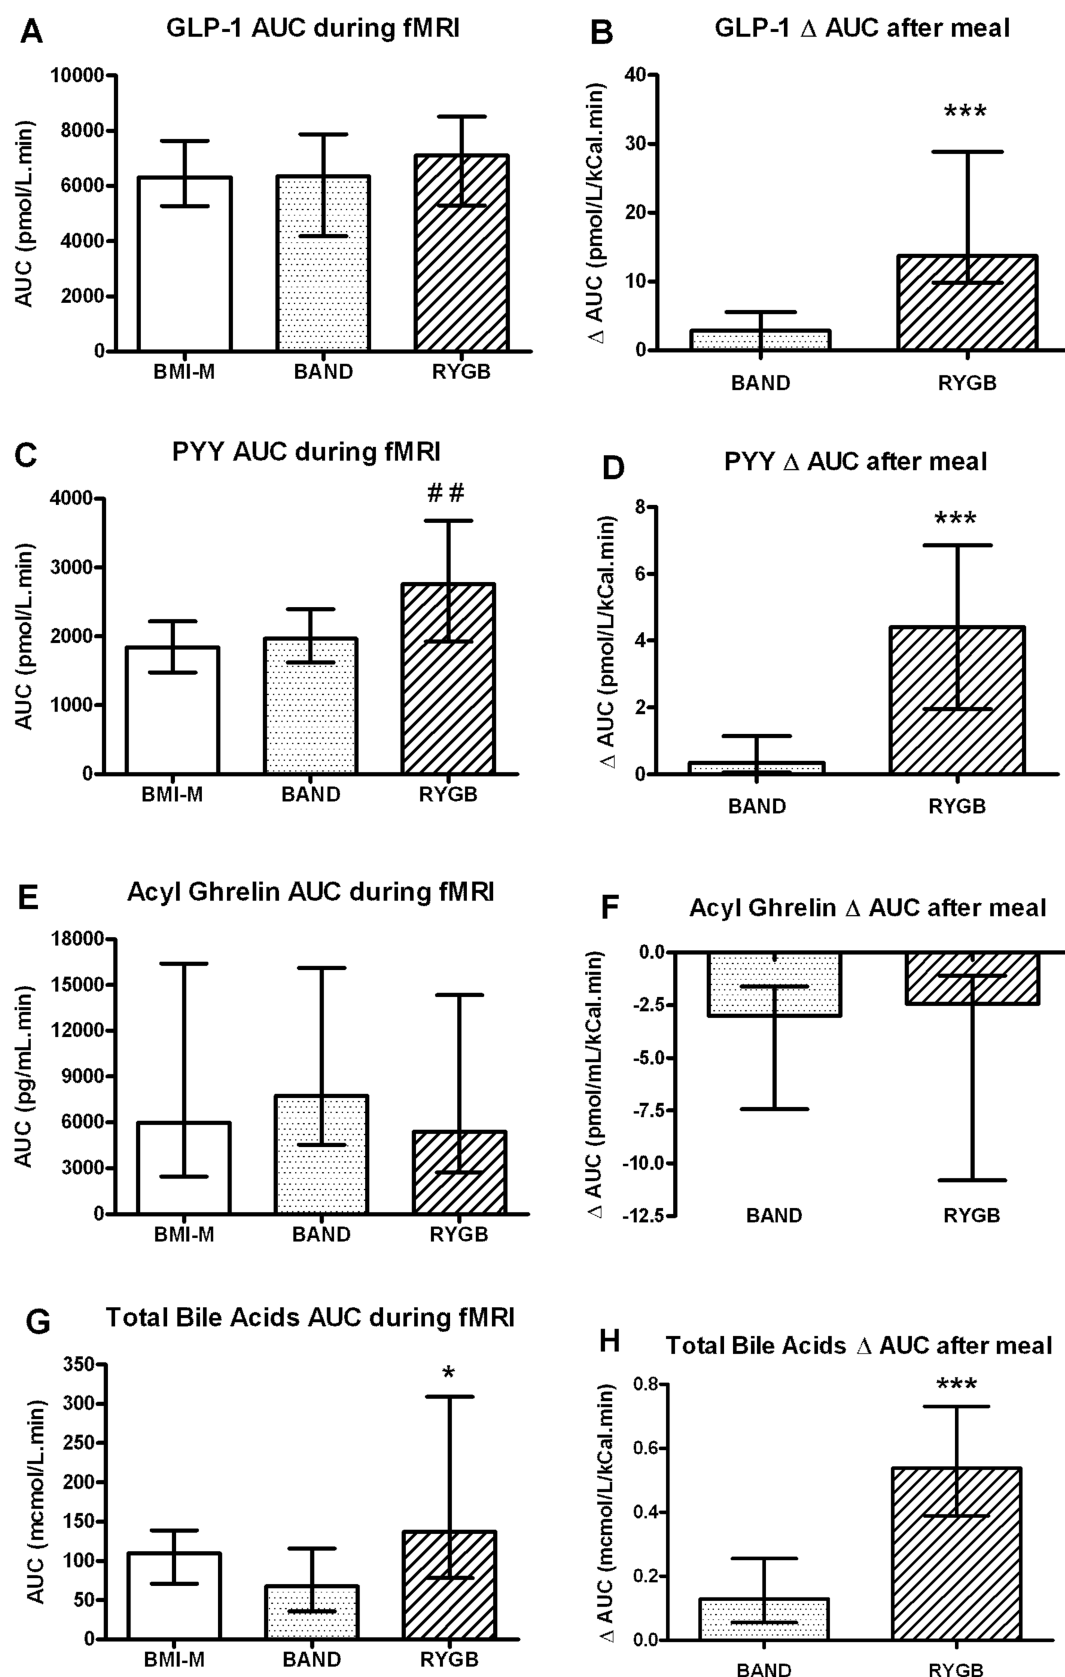 A
GLP-1 AUC during fMRI
AUC (pmol/L.min)
10000
8000
6000
4000
2000
0
BMI-M
BAND
RYGB
B
GLP-1 Δ AUC after meal
Δ AUC (pmol/L/kCal.min)
40
30
20
10
0
***
BAND
RYGB
C
PYY AUC during fMRI
AUC (pmol/L.min)
4000
3000
2000
1000
0
##
BMI-M
BAND
RYGB
D
PYY Δ AUC after meal
Δ AUC (pmol/L/kCal.min)
8
6
4
2
0
***
BAND
RYGB
E
Acyl Ghrelin AUC during fMRI
AUC (pg/mL.min)
18000
15000
12000
9000
6000
3000
0
BMI-M
BAND
RYGB
F
Acyl Ghrelin Δ AUC after meal
Δ AUC (pmol/mL/kCal.min)
0.0
-2.5
-5.0
-7.5
-10.0
-12.5
BAND
RYGB
G
Total Bile Acids AUC during fMRI
AUC (mcmol/L.min)
350
300
250
200
150
100
50
0
*
BMI-M
BAND
RYGB
H
Total Bile Acids Δ AUC after meal
Δ AUC (mcmol/L/kCal.min)
0.8
0.6
0.4
0.2
0.0
***
BAND
RYGB